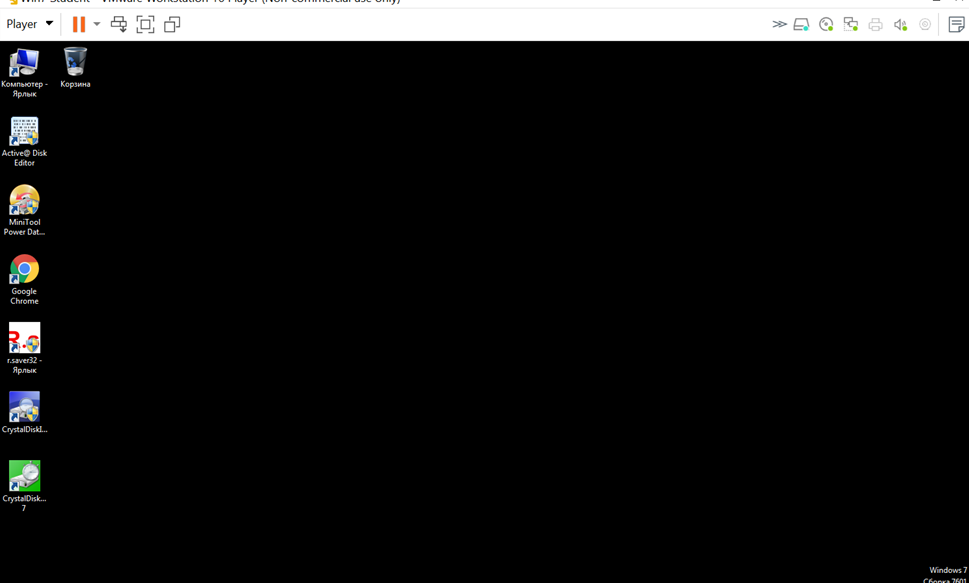 Player
Компьютер -
Ярлык
Корзина
Active@ Disk
Editor
MiniTool
Power Dat...
Google
Chrome
r.saver32 -
Ярлык
CrystalDiskI...
CrystalDisk...
7
Windows 7
Сборка 7601